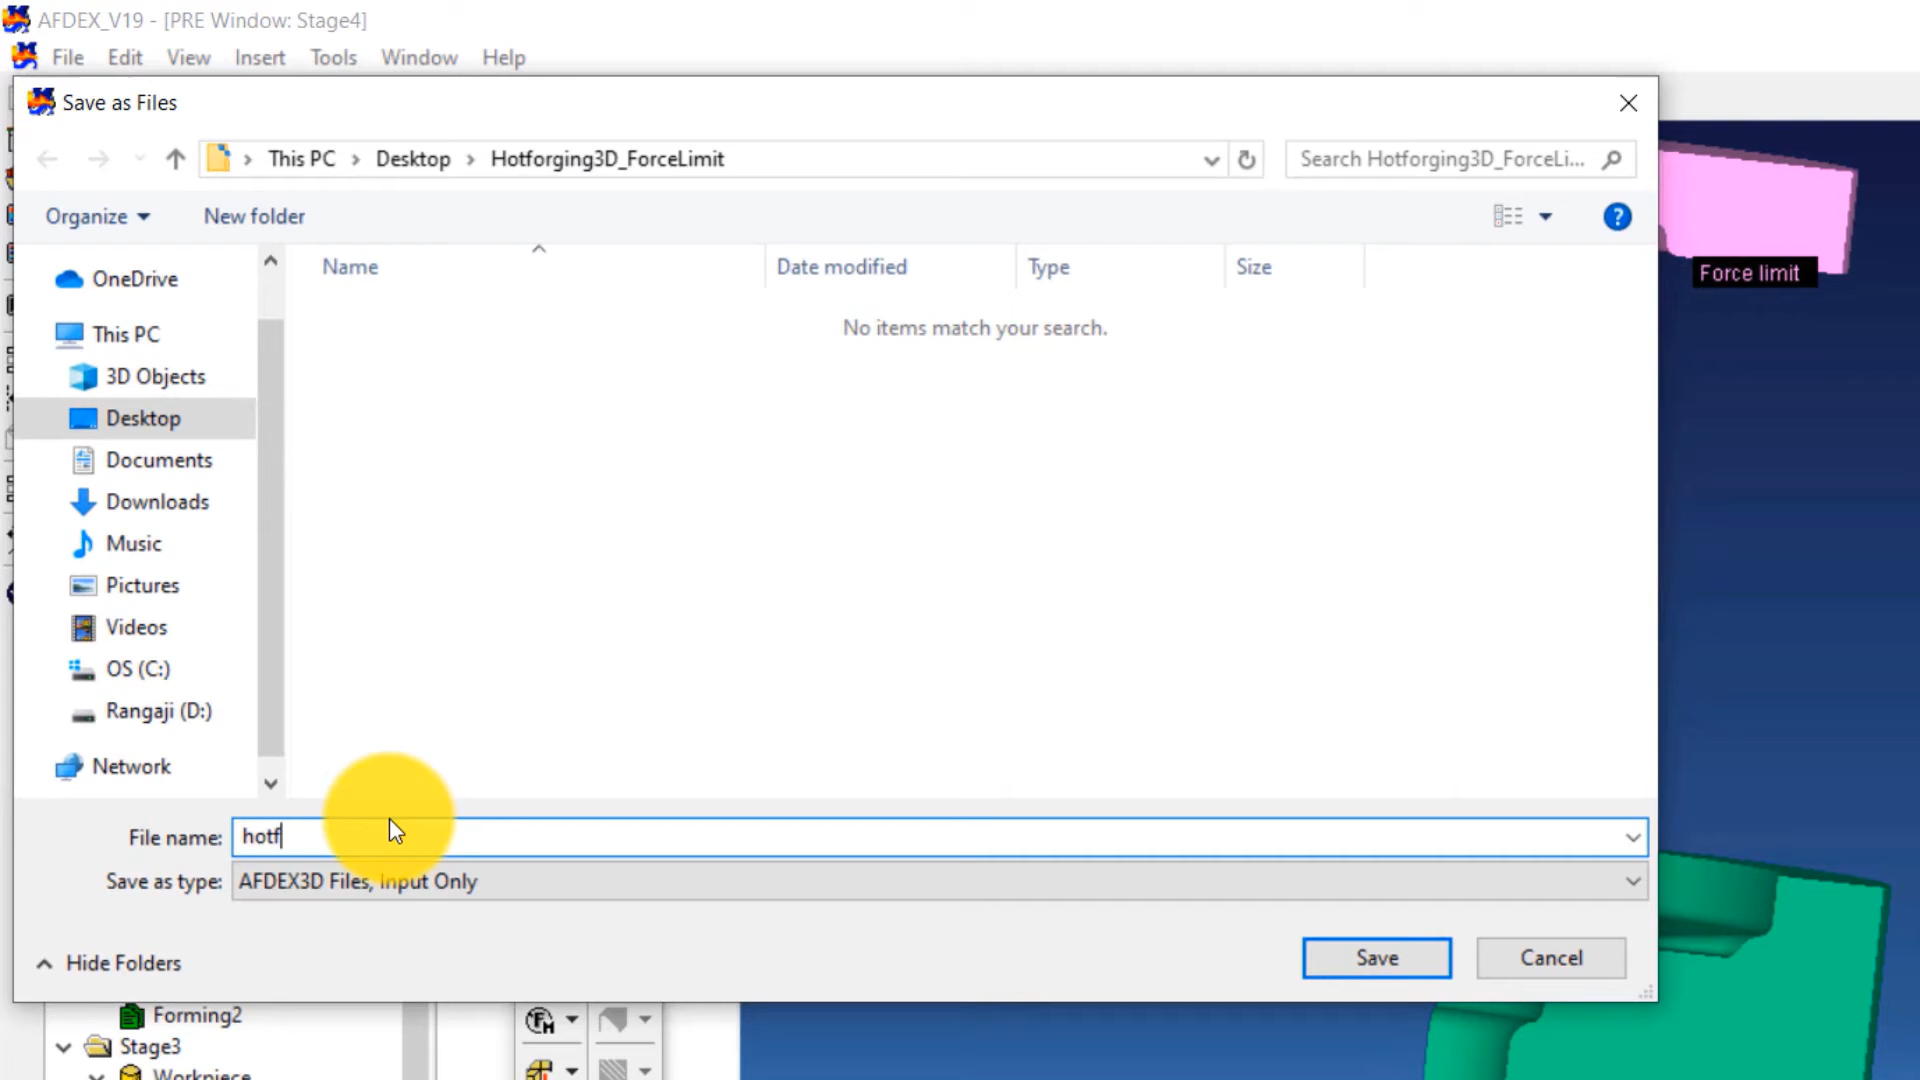 AFDEX_V19 - [PRE Window: Stage4]
File Edit View Insert Tools Window Help
Save as Files
This PC > Desktop > Hotforging3D_ForceLimit
Search Hotforging3D_ForceLi...
Organize New folder
?
Name Date modified Type Size
No items match your search.
OneDrive
This PC
3D Objects
Desktop
Documents
Downloads
Music
Pictures
Videos
OS (C:)
Rangaji (D:)
Network
Force limit
File name: hotf
Save as type: AFDEX3D Files, Input Only
Hide Folders
Save
Cancel
Forming2
Stage3
Workpiece